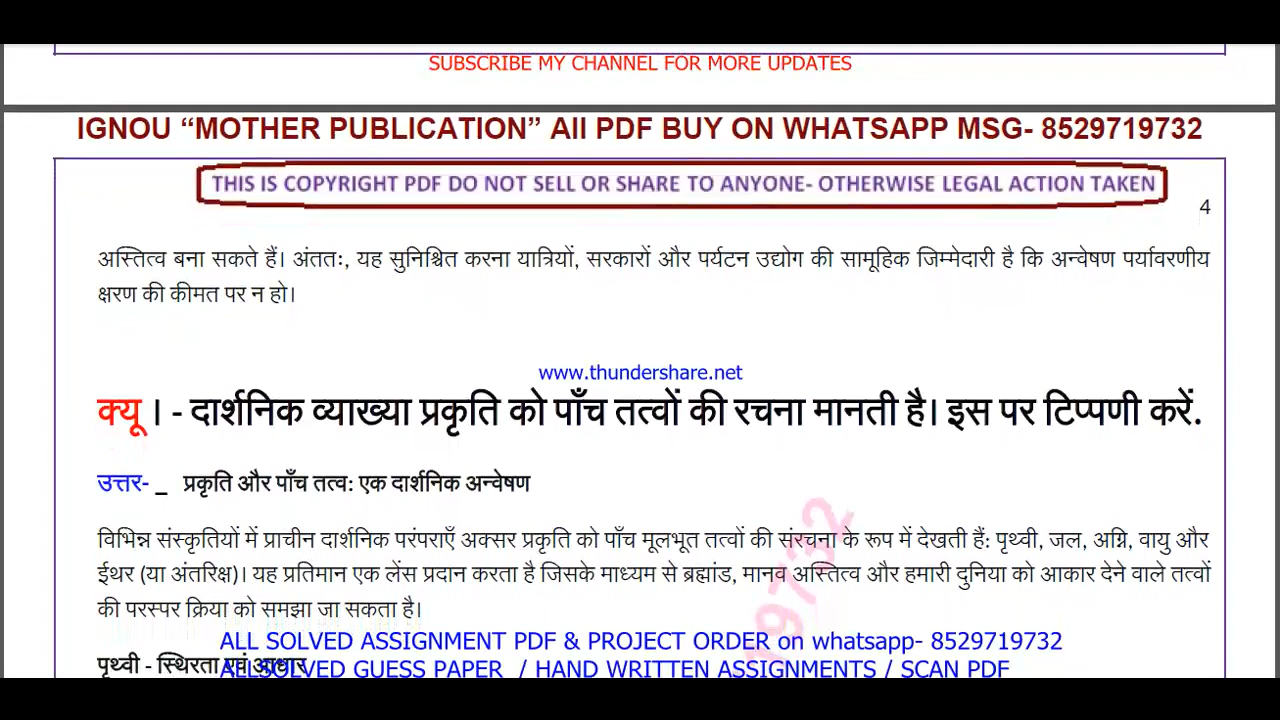 SUBSCRIBE MY CHANNEL FOR MORE UPDATES
IGNOU “MOTHER PUBLICATION” All PDF BUY ON WHATSAPP MSG- 8529719732
THIS IS COPYRIGHT PDF DO NOT SELL OR SHARE TO ANYONE- OTHERWISE LEGAL ACTION TAKEN
4
अस्तित्व बना सकते हैं। अंततः, यह सुनिश्चित करना यात्रियों, सरकारों और पर्यटन उद्योग की सामूहिक जिम्मेदारी है कि अन्वेषण पर्यावरणीय
क्षरण की कीमत पर न हो।
www.thundershare.net
क्यू । - दार्शनिक व्याख्या प्रकृति को पाँच तत्वों की रचना मानती है। इस पर टिप्पणी करें.
उत्तर- _ प्रकृति और पाँच तत्व: एक दार्शनिक अन्वेषण
विभिन्न संस्कृतियों में प्राचीन दार्शनिक परंपराएँ अक्सर प्रकृति को पाँच मूलभूत तत्वों की संरचना के रूप में देखती हैं: पृथ्वी, जल, अग्नि, वायु और
ईथर (या अंतरिक्ष)। यह प्रतिमान एक लेंस प्रदान करता है जिसके माध्यम से ब्रह्मांड, मानव अस्तित्व और हमारी दुनिया को आकार देने वाले तत्वों
की परस्पर क्रिया को समझा जा सकता है।
19732
ALL SOLVED ASSIGNMENT PDF & PROJECT ORDER on whatsapp- 8529719732
पृथ्वी - स्थिरता एवं आधार
ALL SOLVED GUESS PAPER / HAND WRITTEN ASSIGNMENTS / SCAN PDF